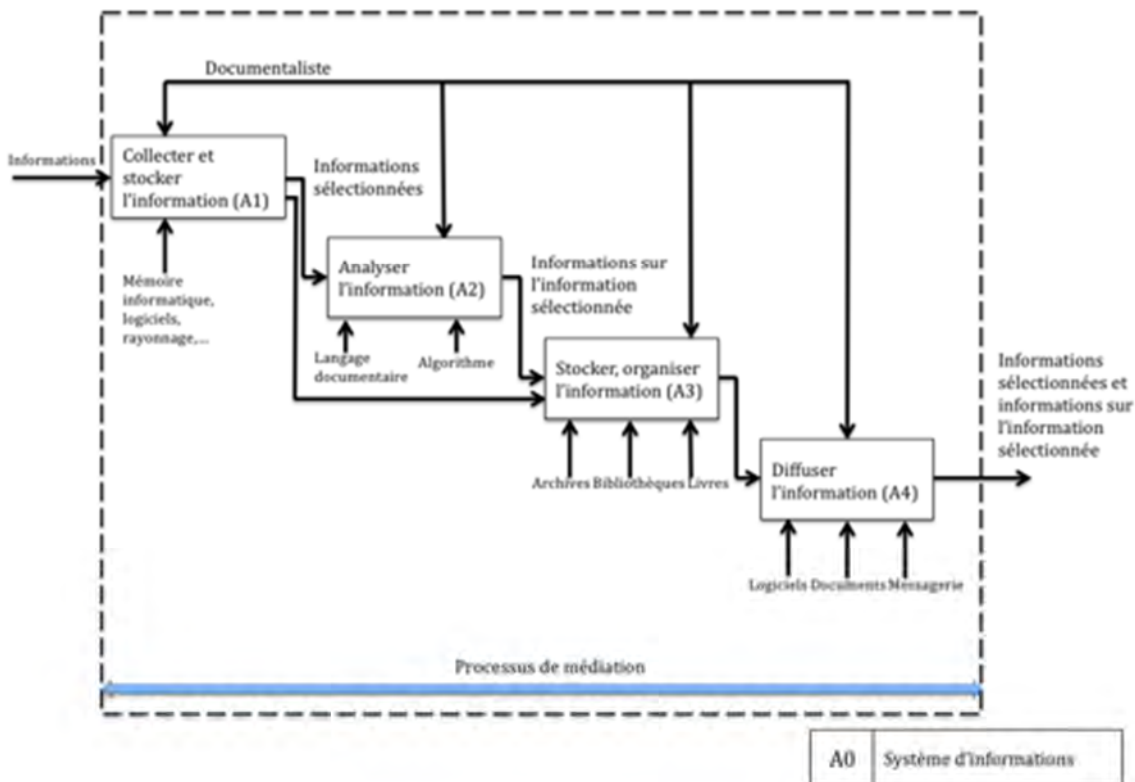 Documentaliste
Informations
Collecter et
stocker
l'information (A1)
Informations
sélectionnées
Mémoire
informatique,
logiciels,
rayonnage,...
Analyser
l'information (A2)
Informations sur
l'information
sélectionnée
Langage
documentaire
Algorithme
Stocker, organiser
l'information (A3)
Informations
sélectionnées et
informations sur
l'information
sélectionnée
Archives Bibliothèques Livres
Diffuser
l'information (A4)
Logiciels Documents Messagerie
Processus de médiation
A0 Système d'informations